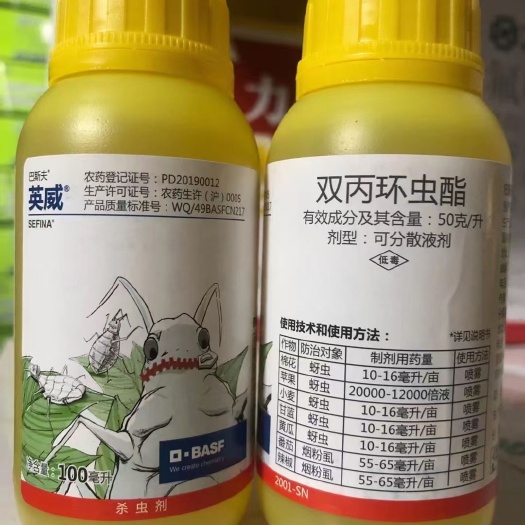 巴斯夫®
英威®
SEFINA®
农药登记证号：PD20190012
生产许可证号：农药生许（沪）0005
产品质量标准号：WQ/49BASFCN217
BASF
We create chemistry
净含量：100毫升
杀虫剂
双丙环虫酯
有效成分及其含量：50克/升
剂型：可分散液剂
低毒
使用技术和使用方法：
*详见说明书
作物 防治对象 制剂用药量 使用方法
棉花 蚜虫 10-16毫升/亩 喷雾
苹果 蚜虫 20000-12000倍液 喷雾
小麦 蚜虫 10-16毫升/亩 喷雾
甘蓝 蚜虫 10-16毫升/亩 喷雾
黄瓜 蚜虫 10-16毫升/亩 喷雾
番茄 烟粉虱 55-65毫升/亩 喷雾
辣椒 烟粉虱 55-65毫升/亩 喷雾
2001-SN
力